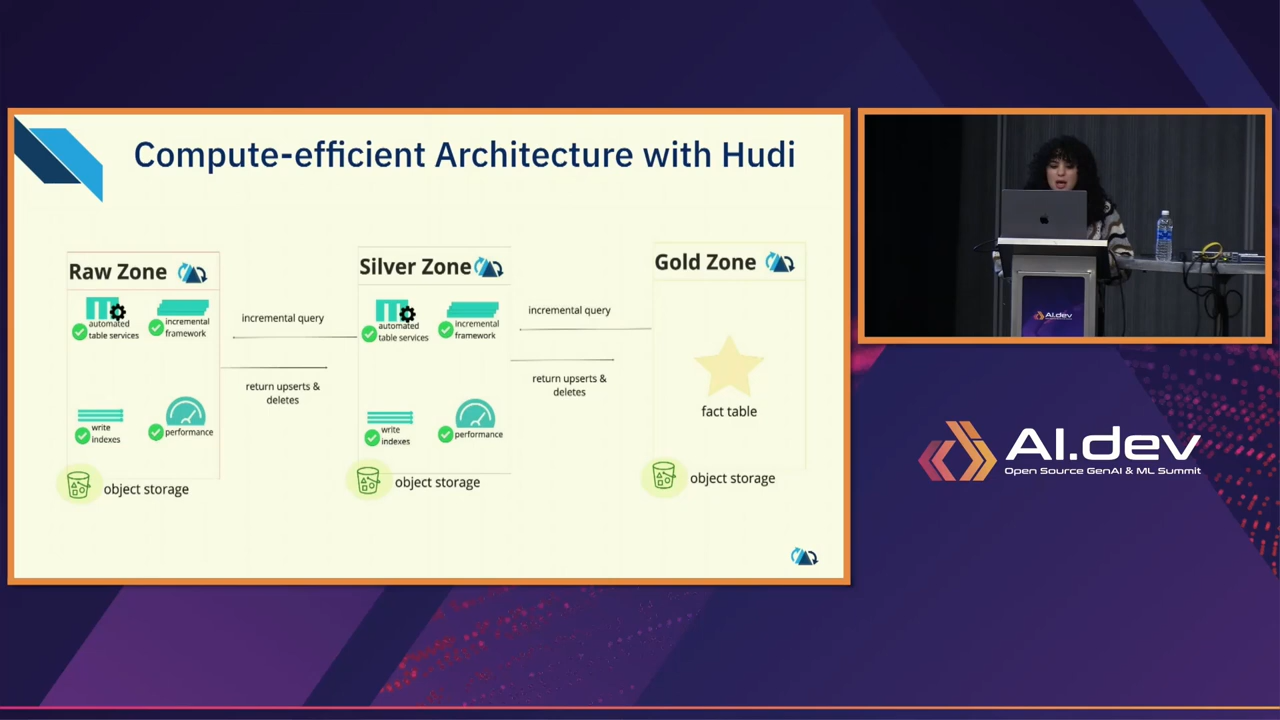 Compute-efficient Architecture with Hudi
Raw Zone
automated
table services
incremental
framework
write
indexes
performance
object storage
incremental query
return upserts &
deletes
Silver Zone
automated
table services
incremental
framework
write
indexes
performance
object storage
incremental query
return upserts &
deletes
Gold Zone
fact table
object storage
AI.dev
AI.dev
Open Source GenAI & ML Summit